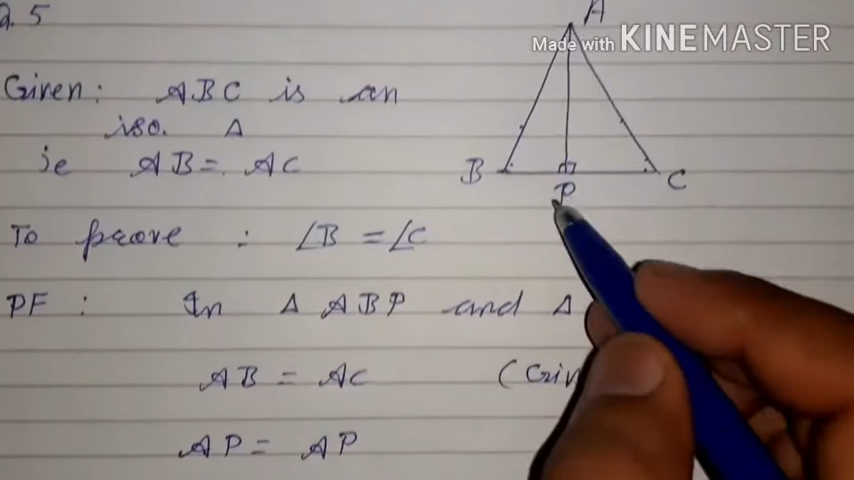 Q.5
A
Made with KINEMASTER
Given: ABC is an
iso. Δ
ie AB = AC
B
C
P
To prove : ∠B = ∠C
PF : In Δ ABP and Δ
AB = AC (Giv
AP = AP